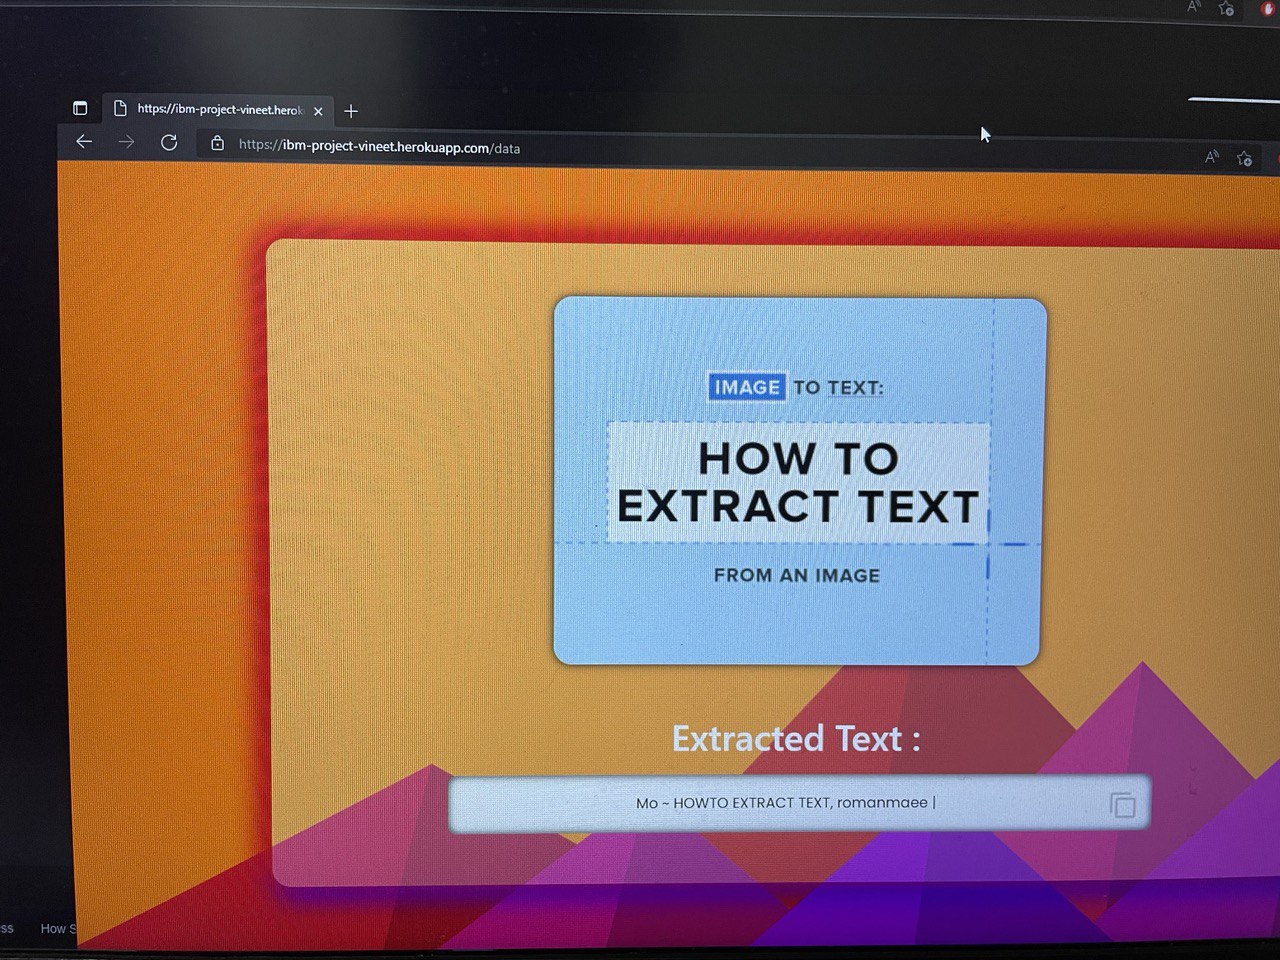 https://ibm-project-vineet.herok
https://ibm-project-vineet.herokuapp.com/data
IMAGE TO TEXT:
HOW TO
EXTRACT TEXT
FROM AN IMAGE
Extracted Text :
Mo ~ HOWTO EXTRACT TEXT, romanmaee |
ss How S